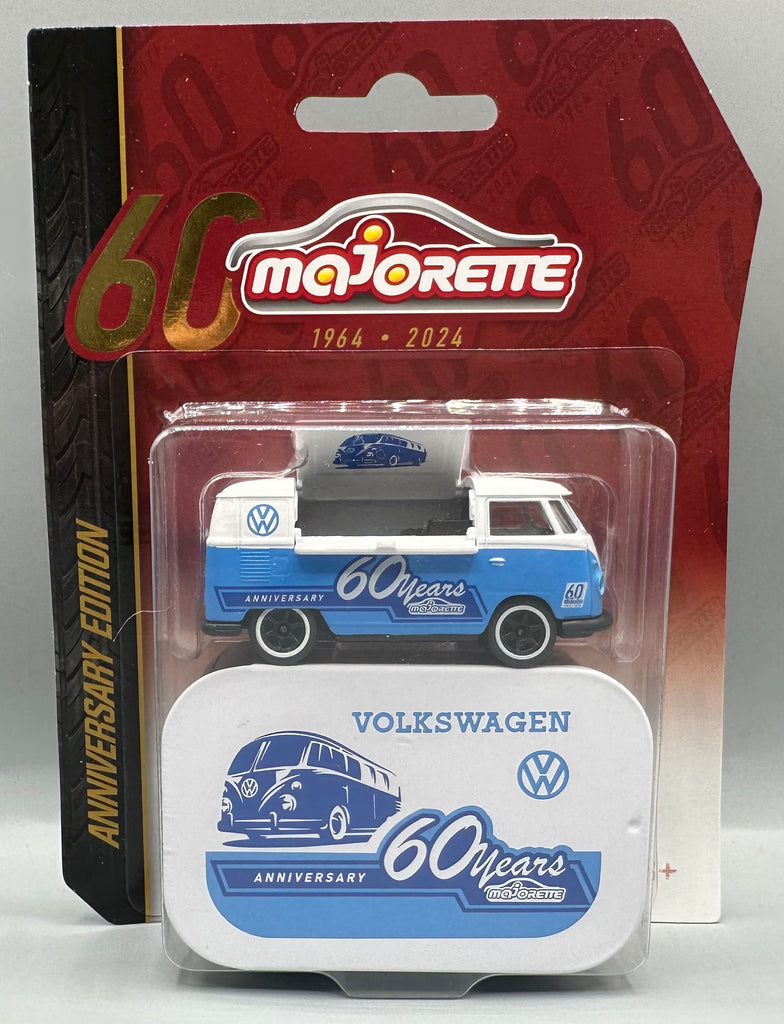 60
majorette
1964 • 2024
ANNIVERSARY EDITION
ANNIVERSARY
60 Years
majorette
60
VOLKSWAGEN
ANNIVERSARY
60 Years
majorette